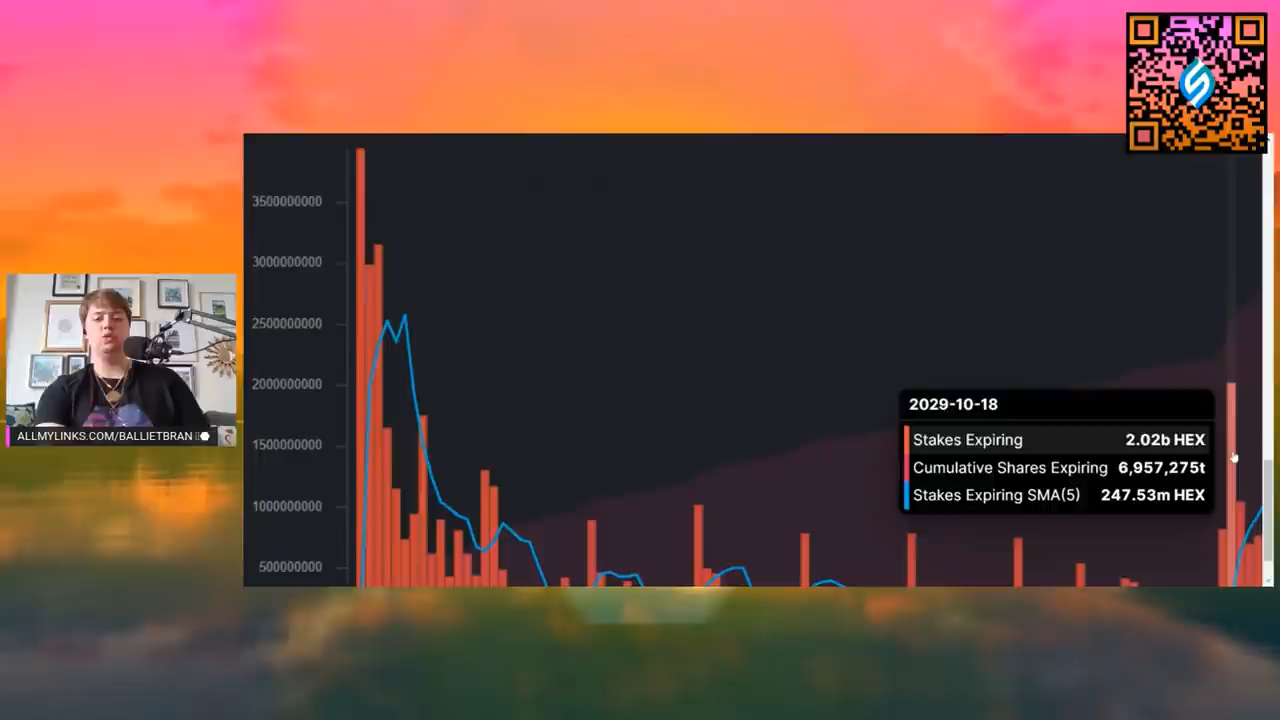 3500000000
3000000000
2500000000
2000000000
1500000000
1000000000
500000000
2029-10-18
Stakes Expiring 2.02b HEX
Cumulative Shares Expiring 6,957,275t
Stakes Expiring SMA(5) 247.53m HEX
ALLMYLINKS.COM/BALLIETBRAN